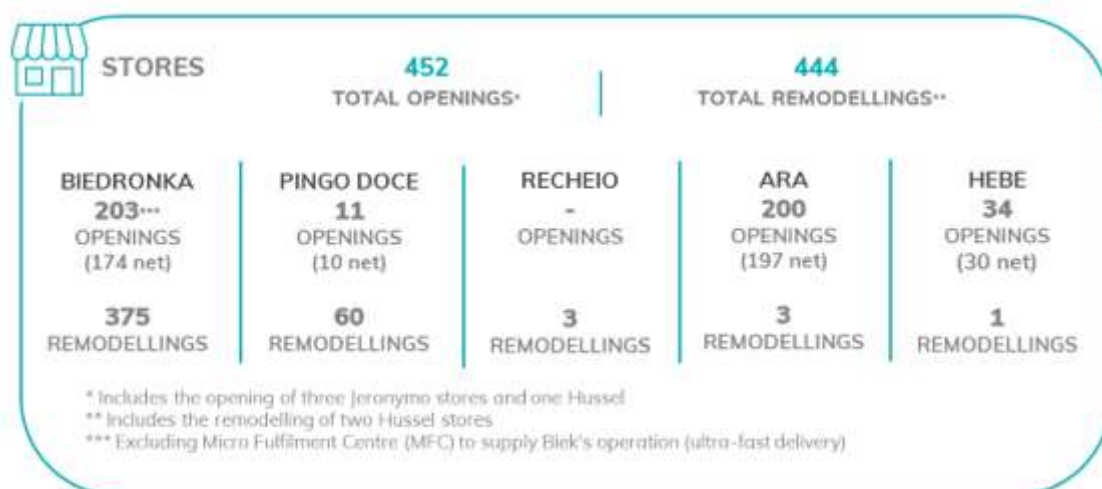 STORES
452
TOTAL OPENINGS*
444
TOTAL REMODELLINGS**
BIEDRONKA
203***
OPENINGS
(174 net)
375
REMODELLINGS
PINGO DOCE
11
OPENINGS
(10 net)
60
REMODELLINGS
RECHEIO
-
OPENINGS
3
REMODELLINGS
ARA
200
OPENINGS
(197 net)
3
REMODELLINGS
HEBE
34
OPENINGS
(30 net)
1
REMODELLINGS
* Includes the opening of three Jeronymo stores and one Hussel
** Includes the remodelling of two Hussel stores
*** Excluding Micro Fulfilment Centre (MFC) to supply Biek's operation (ultra-fast delivery)